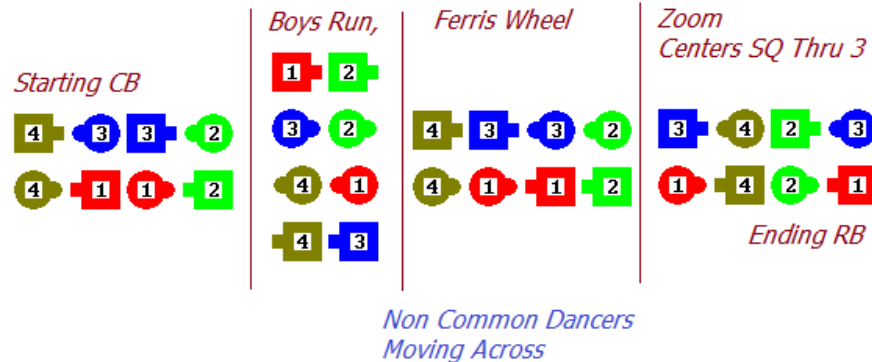 Starting CB
4 3 3 2
4 1 1 2
Boys Run,
1 2
3 2
4 1
4 3
Ferris Wheel
4 3 3 2
4 1 1 2
Zoom
Centers SQ Thru 3
3 4 2 3
1 4 2 1
Ending RB
Non Common Dancers
Moving Across